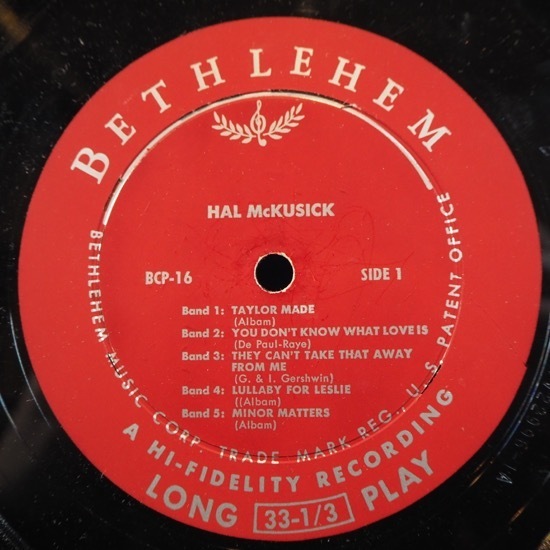 BETHLEHEM
HAL McKUSICK
BCP-16
SIDE 1
Band 1: TAYLOR MADE
(Albam)
Band 2: YOU DON'T KNOW WHAT LOVE IS
(De Paul-Raye)
Band 3: THEY CAN'T TAKE THAT AWAY
FROM ME
(G. & I. Gershwin)
Band 4: LULLABY FOR LESLIE
((Albam)
Band 5: MINOR MATTERS
(Albam)
BETHLEHEM MUSIC CORP. TRADE MARK REG., U. S. PATENT OFFICE
A HI-FIDELITY RECORDING
LONG 33-1/3 PLAY